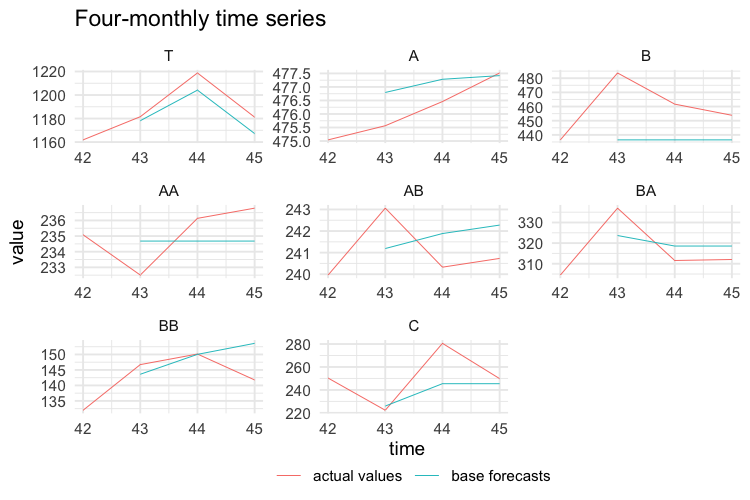 Four-monthly time series
T
A
B
1220
1200
1180
1160
42 43 44 45
477.5
477.0
476.5
476.0
475.5
475.0
42 43 44 45
480
470
460
450
440
42 43 44 45
AA
AB
BA
236
235
234
233
42 43 44 45
243
242
241
240
42 43 44 45
330
320
310
42 43 44 45
BB
C
150
145
140
135
42 43 44 45
280
260
240
220
42 43 44 45
value
time
actual values base forecasts